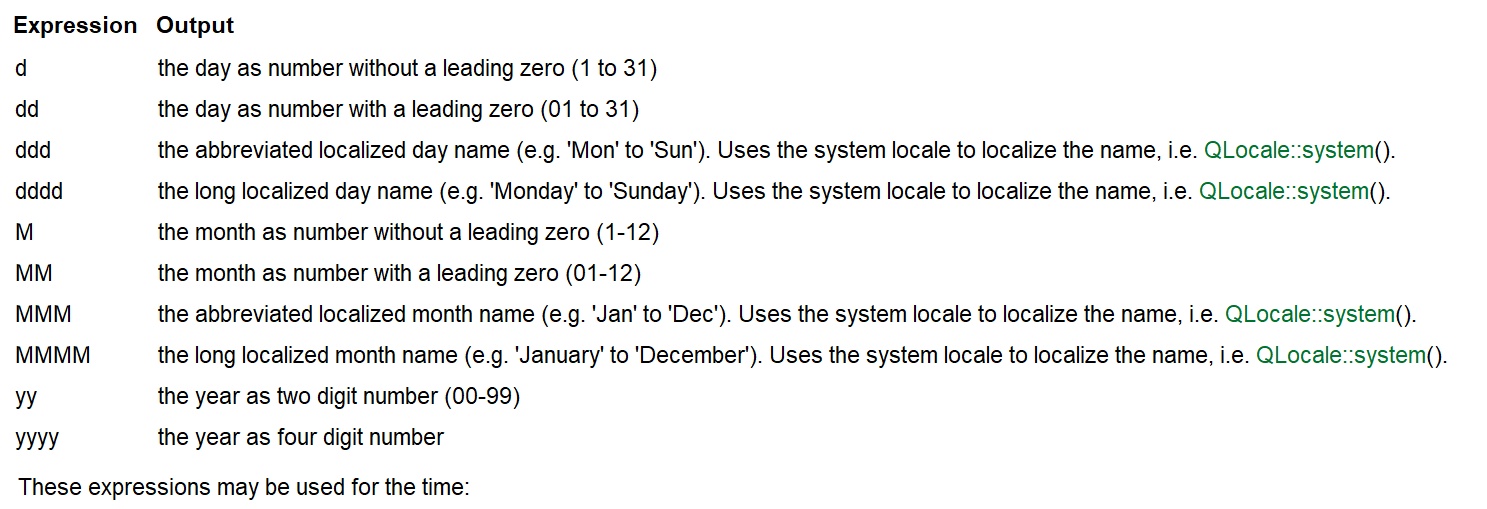 Expression Output
d the day as number without a leading zero (1 to 31)
dd the day as number with a leading zero (01 to 31)
ddd the abbreviated localized day name (e.g. 'Mon' to 'Sun'). Uses the system locale to localize the name, i.e. QLocale::system().
dddd the long localized day name (e.g. 'Monday' to 'Sunday'). Uses the system locale to localize the name, i.e. QLocale::system().
M the month as number without a leading zero (1-12)
MM the month as number with a leading zero (01-12)
MMM the abbreviated localized month name (e.g. 'Jan' to 'Dec'). Uses the system locale to localize the name, i.e. QLocale::system().
MMMM the long localized month name (e.g. 'January' to 'December'). Uses the system locale to localize the name, i.e. QLocale::system().
yy the year as two digit number (00-99)
yyyy the year as four digit number
These expressions may be used for the time: